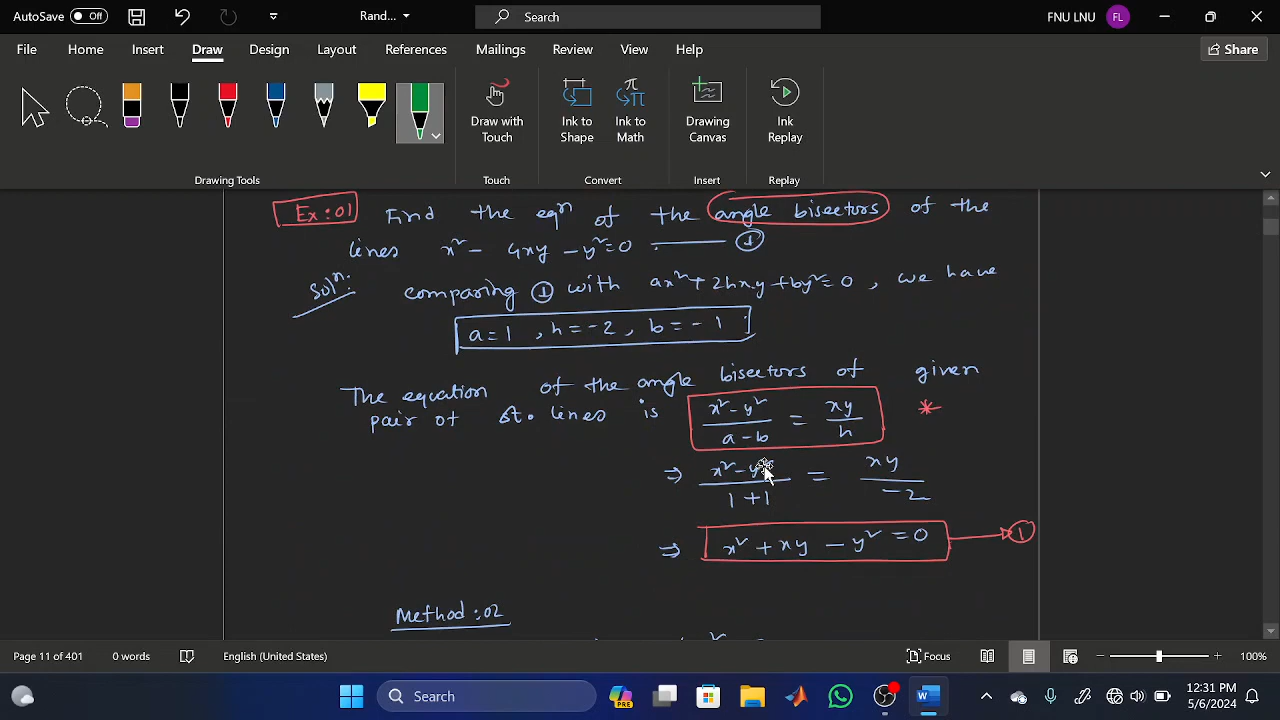 AutoSave Off Rand... Search FNU LNU FL
File Home Insert Draw Design Layout References Mailings Review View Help Share
Draw with Touch Ink to Shape Ink to Math Drawing Canvas Ink Replay
Drawing Tools Touch Convert Insert Replay
Ex:01 Find the eqⁿ of the angle bisectors of the
lines x² - 4xy - y² = 0 ——— ①
Solⁿ: comparing ① with ax² + 2hxy + by² = 0, we have
a = 1, h = -2, b = -1
The equation of the angle bisectors of given
pair of st. lines is (x² - y²)/(a - b) = xy/h *
⇒ (x² - y²)/(1 + 1) = xy/-2
⇒ x² + xy - y² = 0 → ①
Method:02
Page 11 of 401 0 words English (United States) Focus 100%
Search PRE 12:31 PM
5/6/2024